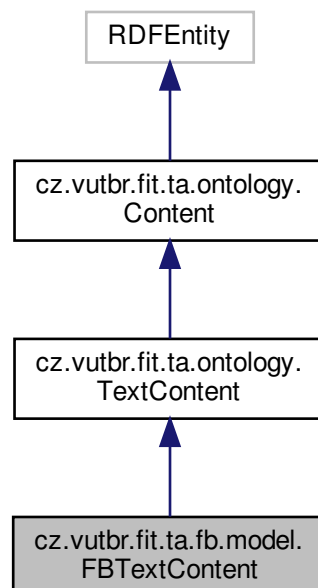 RDFEntity
cz.vutbr.fit.ta.ontology.
Content
cz.vutbr.fit.ta.ontology.
TextContent
cz.vutbr.fit.ta.fb.model.
FBTextContent